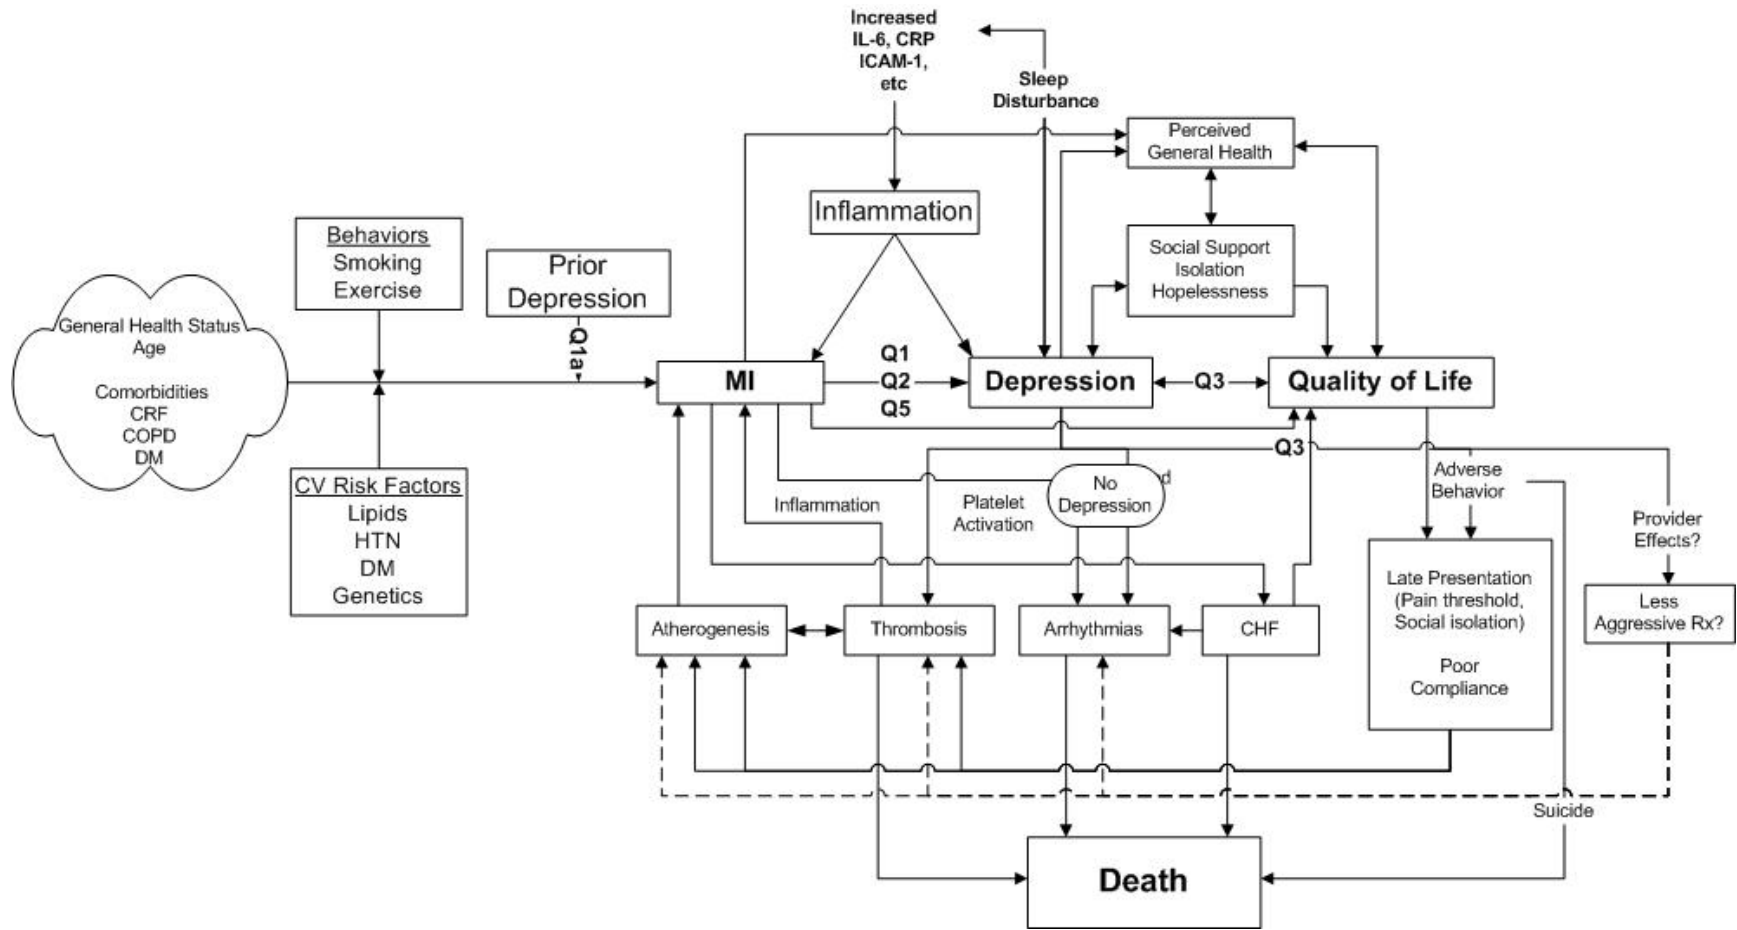 Increased
IL-6, CRP
ICAM-1,
etc
Sleep
Disturbance
Perceived
General Health
Inflammation
Behaviors
Smoking
Exercise
Prior
Depression
Social Support
Isolation
Hopelessness
General Health Status
Age
Comorbidities
CRF
COPD
DM
Q1a
MI
Q1
Q2
Q5
Depression
Q3
Quality of Life
CV Risk Factors
Lipids
HTN
DM
Genetics
Q3
Inflammation
Platelet
Activation
No
Depression
Adverse
Behavior
Provider
Effects?
Late Presentation
(Pain threshold,
Social isolation)
Poor
Compliance
Less
Aggressive Rx?
Atherogenesis
Thrombosis
Arrhythmias
CHF
Suicide
Death